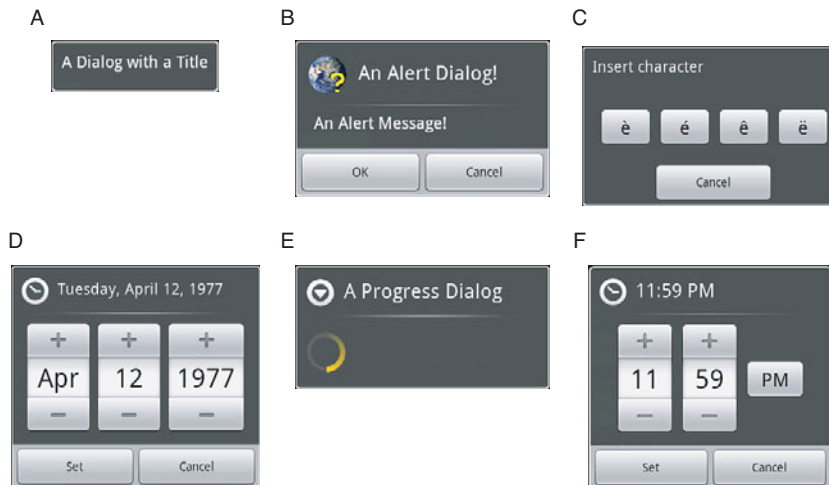 A
A Dialog with a Title
B
An Alert Dialog!
An Alert Message!
OK Cancel
C
Insert character
è é ê ë
Cancel
D
Tuesday, April 12, 1977
+ + +
Apr 12 1977
− − −
Set Cancel
E
A Progress Dialog
F
11:59 PM
+ +
11 59 PM
− −
Set Cancel